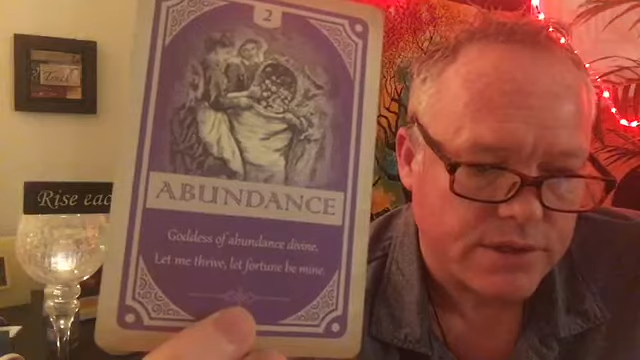 2
ABUNDANCE
Goddess of abundance divine,
Let me thrive, let fortune be mine.
Rise eac